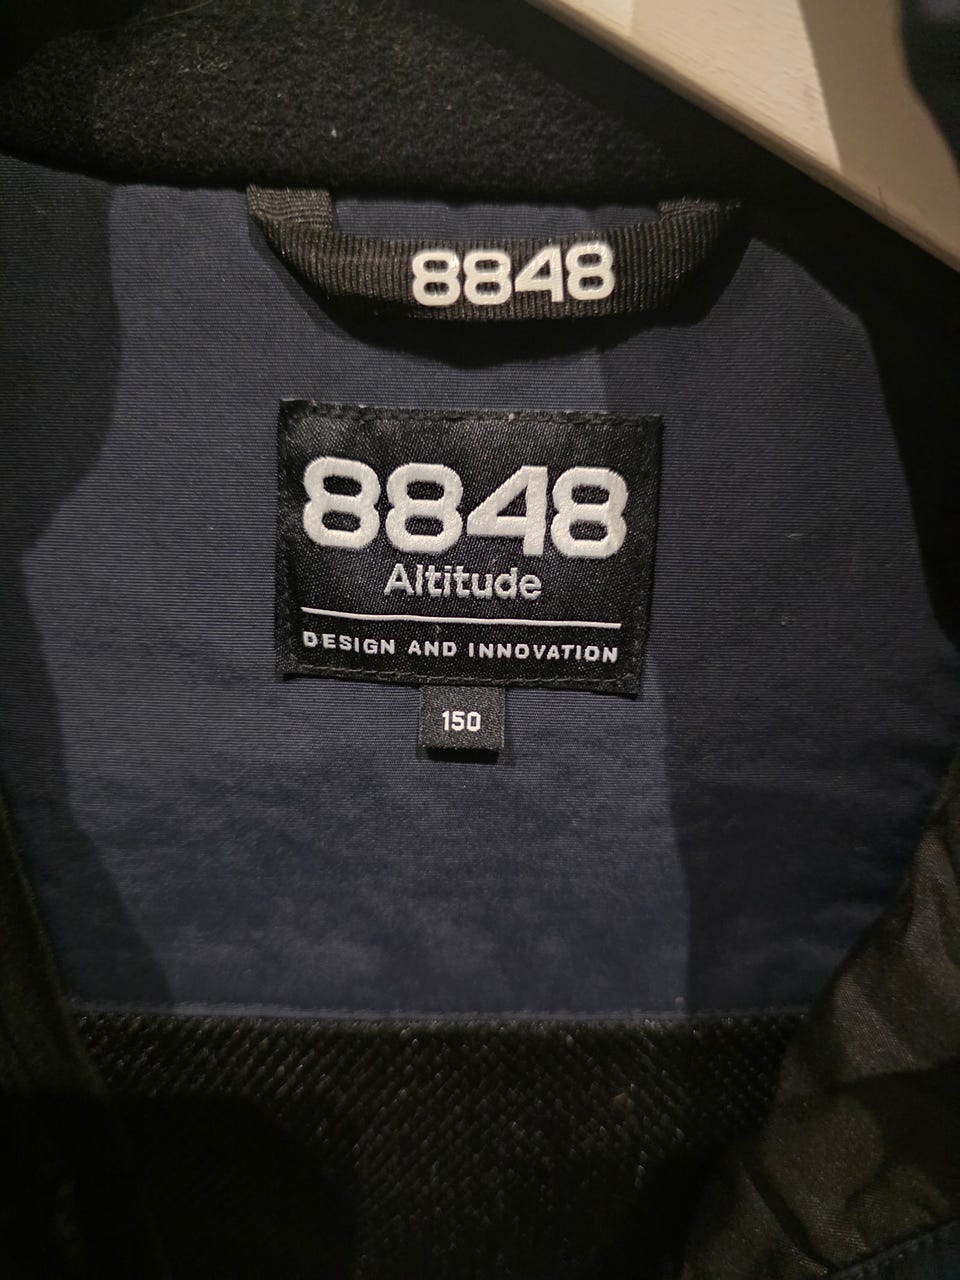 8848
8848
Altitude
DESIGN AND INNOVATION
150